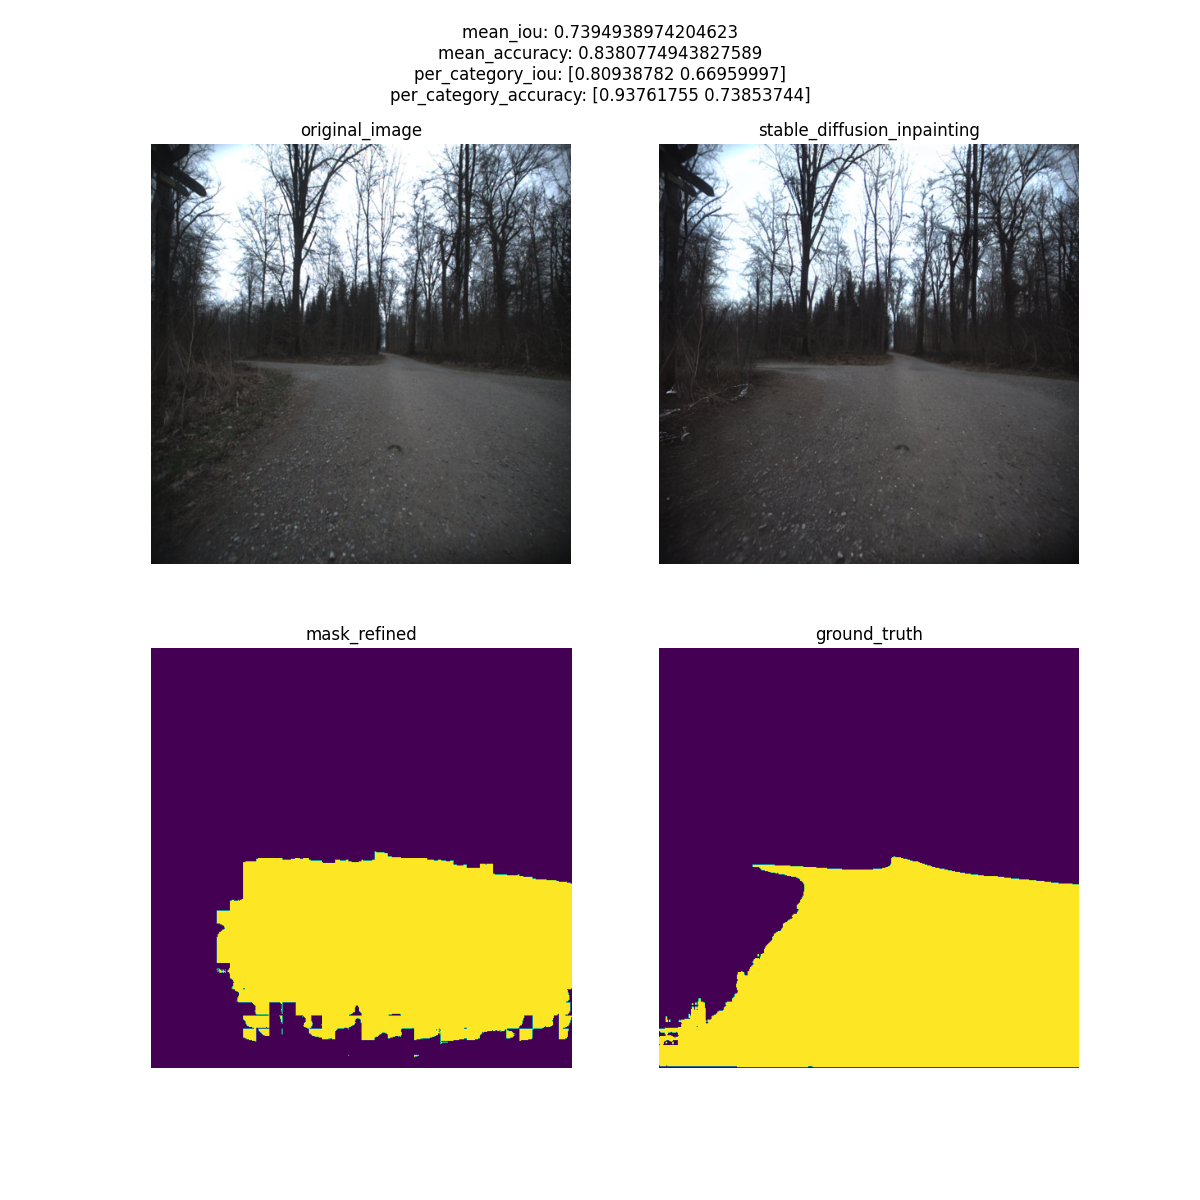 mean_iou: 0.7394938974204623
mean_accuracy: 0.8380774943827589
per_category_iou: [0.80938782 0.66959997]
per_category_accuracy: [0.93761755 0.73853744]
original_image
stable_diffusion_inpainting
mask_refined
ground_truth